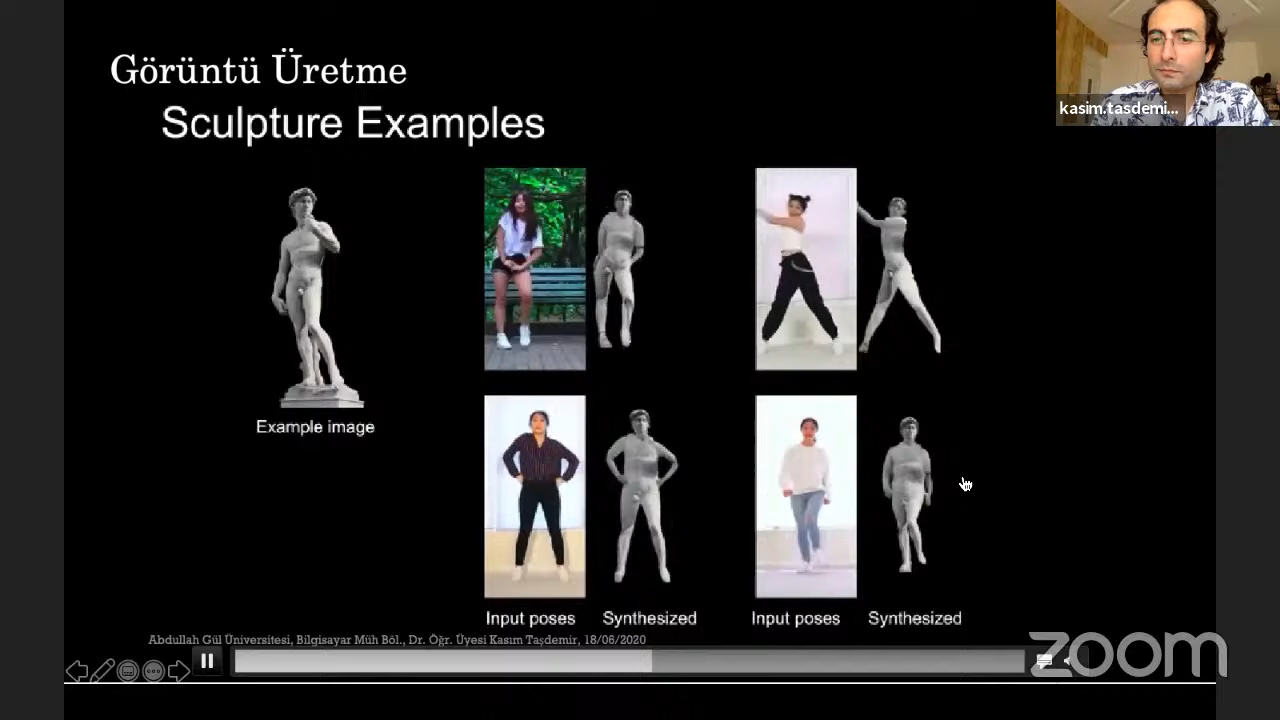 Görüntü Üretme
Sculpture Examples
kasim.tasdemi...
Example image
Input poses
Synthesized
Input poses
Synthesized
Abdullah Gül Üniversitesi, Bilgisayar Müh Böl., Dr. Öğr. Üyesi Kasım Taşdemir, 18/06/2020
zoom